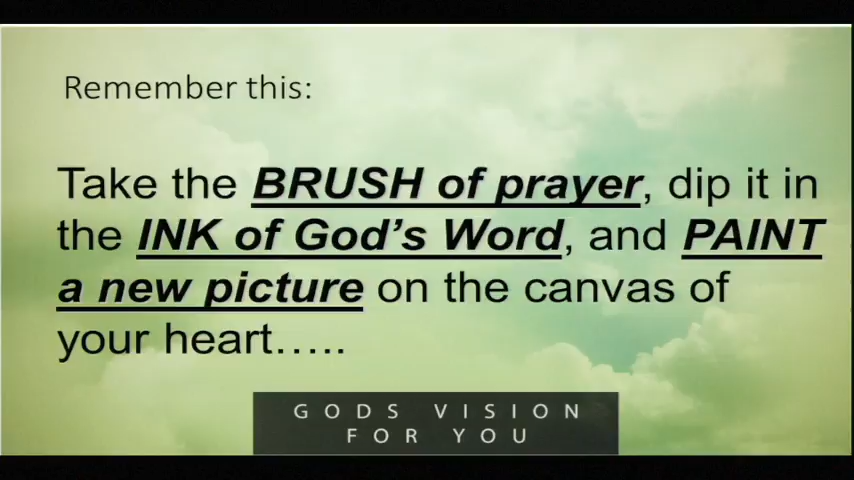 Remember this:
Take the BRUSH of prayer, dip it in
the INK of God's Word, and PAINT
a new picture on the canvas of
your heart.....
GODS VISION
FOR YOU